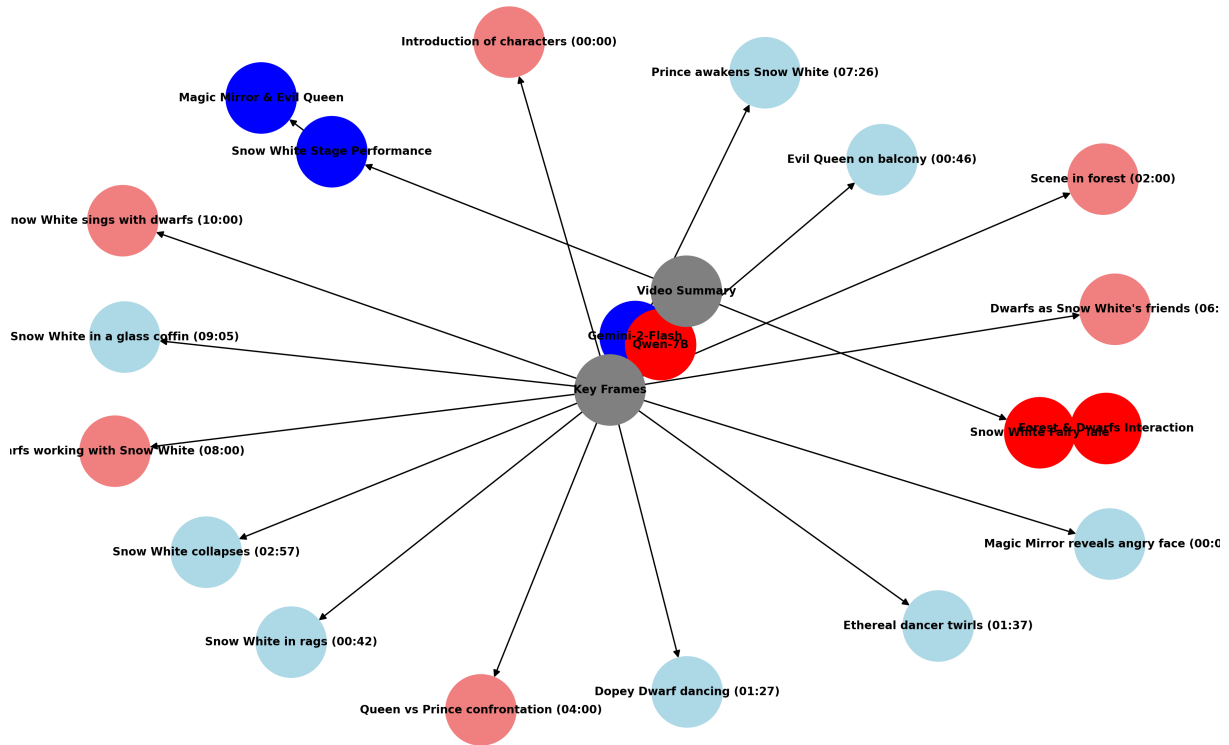 Introduction of characters (00:00)
Prince awakens Snow White (07:26)
Magic Mirror & Evil Queen
Snow White Stage Performance
Evil Queen on balcony (00:46)
Scene in forest (02:00)
now White sings with dwarfs (10:00)
Video Summary
Dwarfs as Snow White's friends (06:
Snow White in a glass coffin (09:05)
Gemini-2-Flash
Qwen-7B
Key Frames
Snow White Fairy Tale
Forest & Dwarfs Interaction
arfs working with Snow White (08:00)
Snow White collapses (02:57)
Magic Mirror reveals angry face (00:0
Ethereal dancer twirls (01:37)
Snow White in rags (00:42)
Dopey Dwarf dancing (01:27)
Queen vs Prince confrontation (04:00)